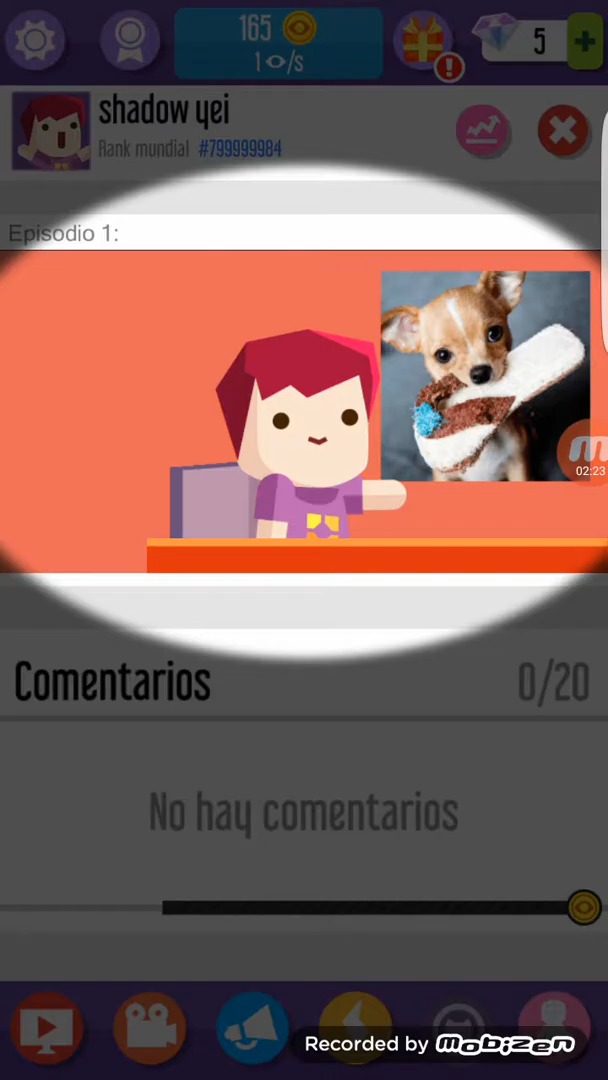 165
1 /s
5
shadow yei
Rank mundial #799999984
Episodio 1:
02:23
Comentarios
0/20
No hay comentarios
Recorded by mobizen